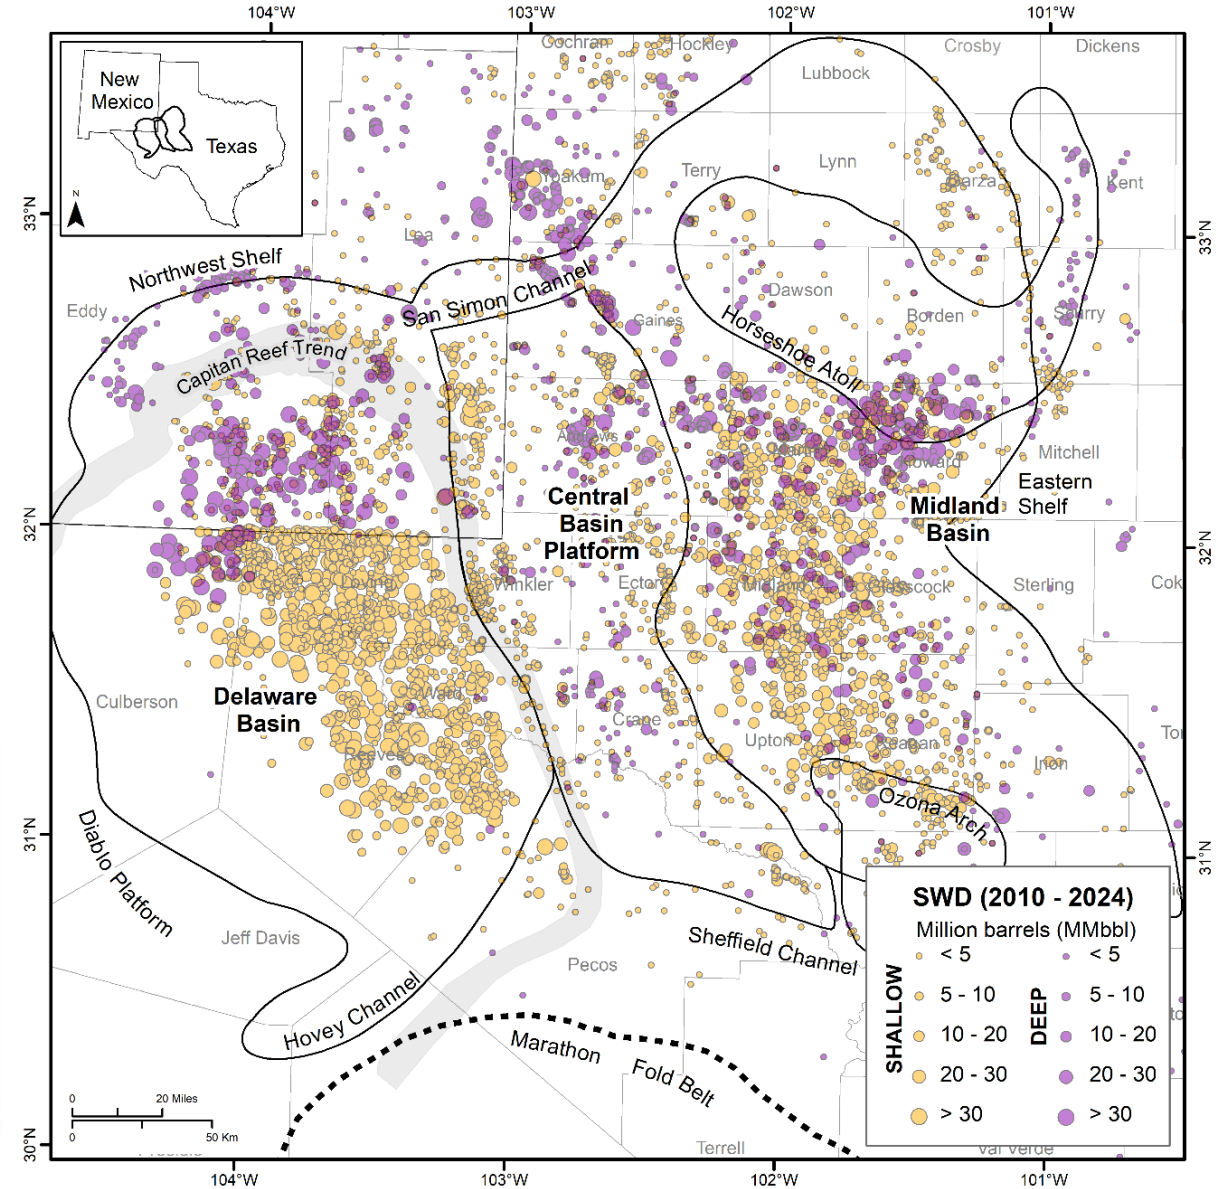 104°W
103°W
102°W
101°W
Cochran
Hockley
Crosby
Dickens
New
Mexico
Texas
N
Lubbock
Yoakum
Terry
Lynn
Garza
Kent
33°N
33°N
Lea
Northwest Shelf
San Simon Channel
Eddy
Gaines
Dawson
Borden
Scurry
Horseshoe Atoll
Capitan Reef Trend
Andrews
Martin
Howard
Mitchell
Eastern
Shelf
Central
Basin
Platform
Midland
Basin
32°N
32°N
Loving
Winkler
Ector
Midland
Glasscock
Sterling
Cok
Culberson
Delaware
Basin
Ward
Crane
Upton
Reagan
Irion
Reeves
Ozona Arch
31°N
31°N
Diablo Platform
Jeff Davis
Pecos
Sheffield Channel
Hovey Channel
Marathon
Fold Belt
SWD (2010 - 2024)
Million barrels (MMbbl)
SHALLOW
< 5
5 - 10
10 - 20
20 - 30
> 30
DEEP
< 5
5 - 10
10 - 20
20 - 30
> 30
0
20 Miles
0
50 Km
30°N
Terrell
Val Verde
104°W
103°W
102°W
101°W